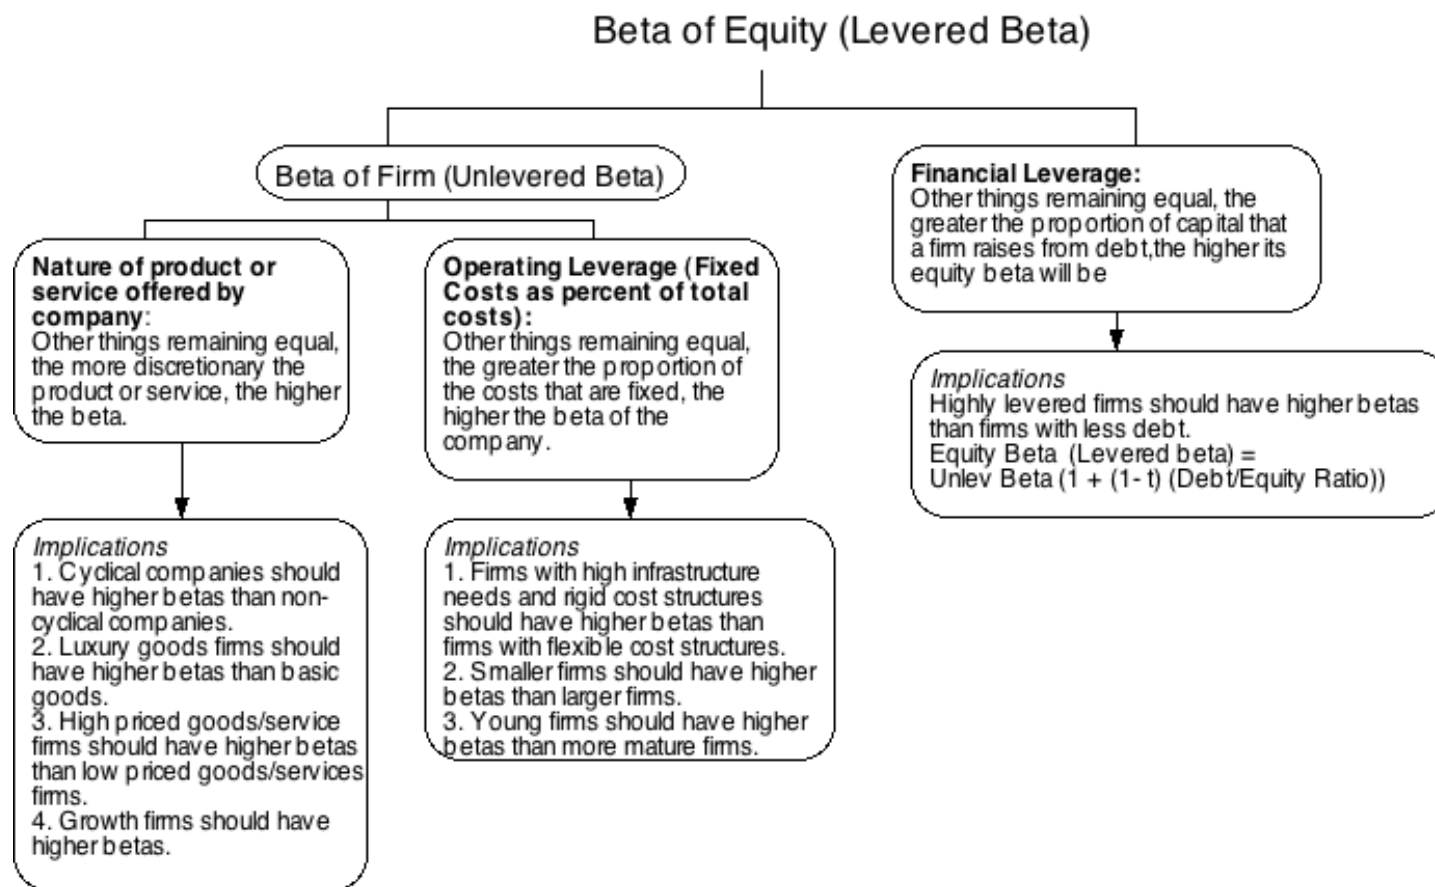 Beta of Equity (Levered Beta)
Beta of Firm (Unlevered Beta)
Nature of product or
service offered by
company:
Other things remaining equal,
the more discretionary the
product or service, the higher
the beta.
Operating Leverage (Fixed
Costs as percent of total
costs):
Other things remaining equal,
the greater the proportion of
the costs that are fixed, the
higher the beta of the
company.
Financial Leverage:
Other things remaining equal, the
greater the proportion of capital that
a firm raises from debt,the higher its
equity beta will be
Implications
1. Cyclical companies should
have higher betas than non-
cyclical companies.
2. Luxury goods firms should
have higher betas than basic
goods.
3. High priced goods/service
firms should have higher betas
than low priced goods/services
firms.
4. Growth firms should have
higher betas.
Implications
1. Firms with high infrastructure
needs and rigid cost structures
should have higher betas than
firms with flexible cost structures.
2. Smaller firms should have higher
betas than larger firms.
3. Young firms should have higher
betas than more mature firms.
Implications
Highly levered firms should have higher betas
than firms with less debt.
Equity Beta (Levered beta) =
Unlev Beta (1 + (1- t) (Debt/Equity Ratio))